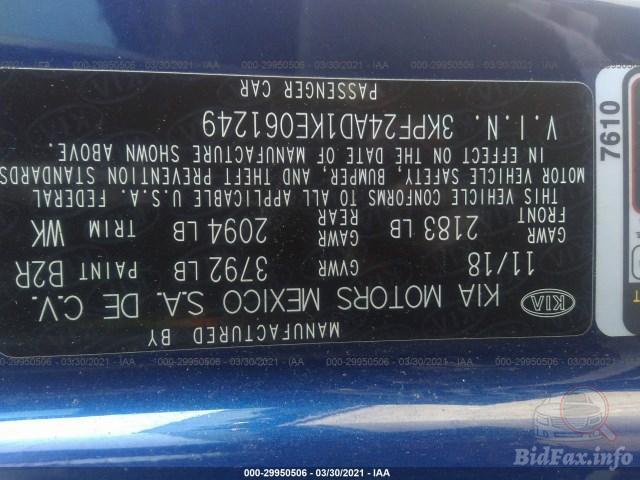 MANUFACTURED BY
KIA KIA MOTORS MEXICO S.A. DE C.V.
11/18 GVWR 3792 LB PAINT B2R
GAWR FRONT 2183 LB GAWR REAR 2094 LB TRIM WK
THIS VEHICLE CONFORMS TO ALL APPLICABLE U.S.A. FEDERAL
MOTOR VEHICLE SAFETY, BUMPER, AND THEFT PREVENTION STANDARDS
IN EFFECT ON THE DATE OF MANUFACTURE SHOWN ABOVE.
V.I.N. 3KPF24AD1KE061249
PASSENGER CAR
7610
000-29950506 - 03/30/2021 - IAA
BidFax.info